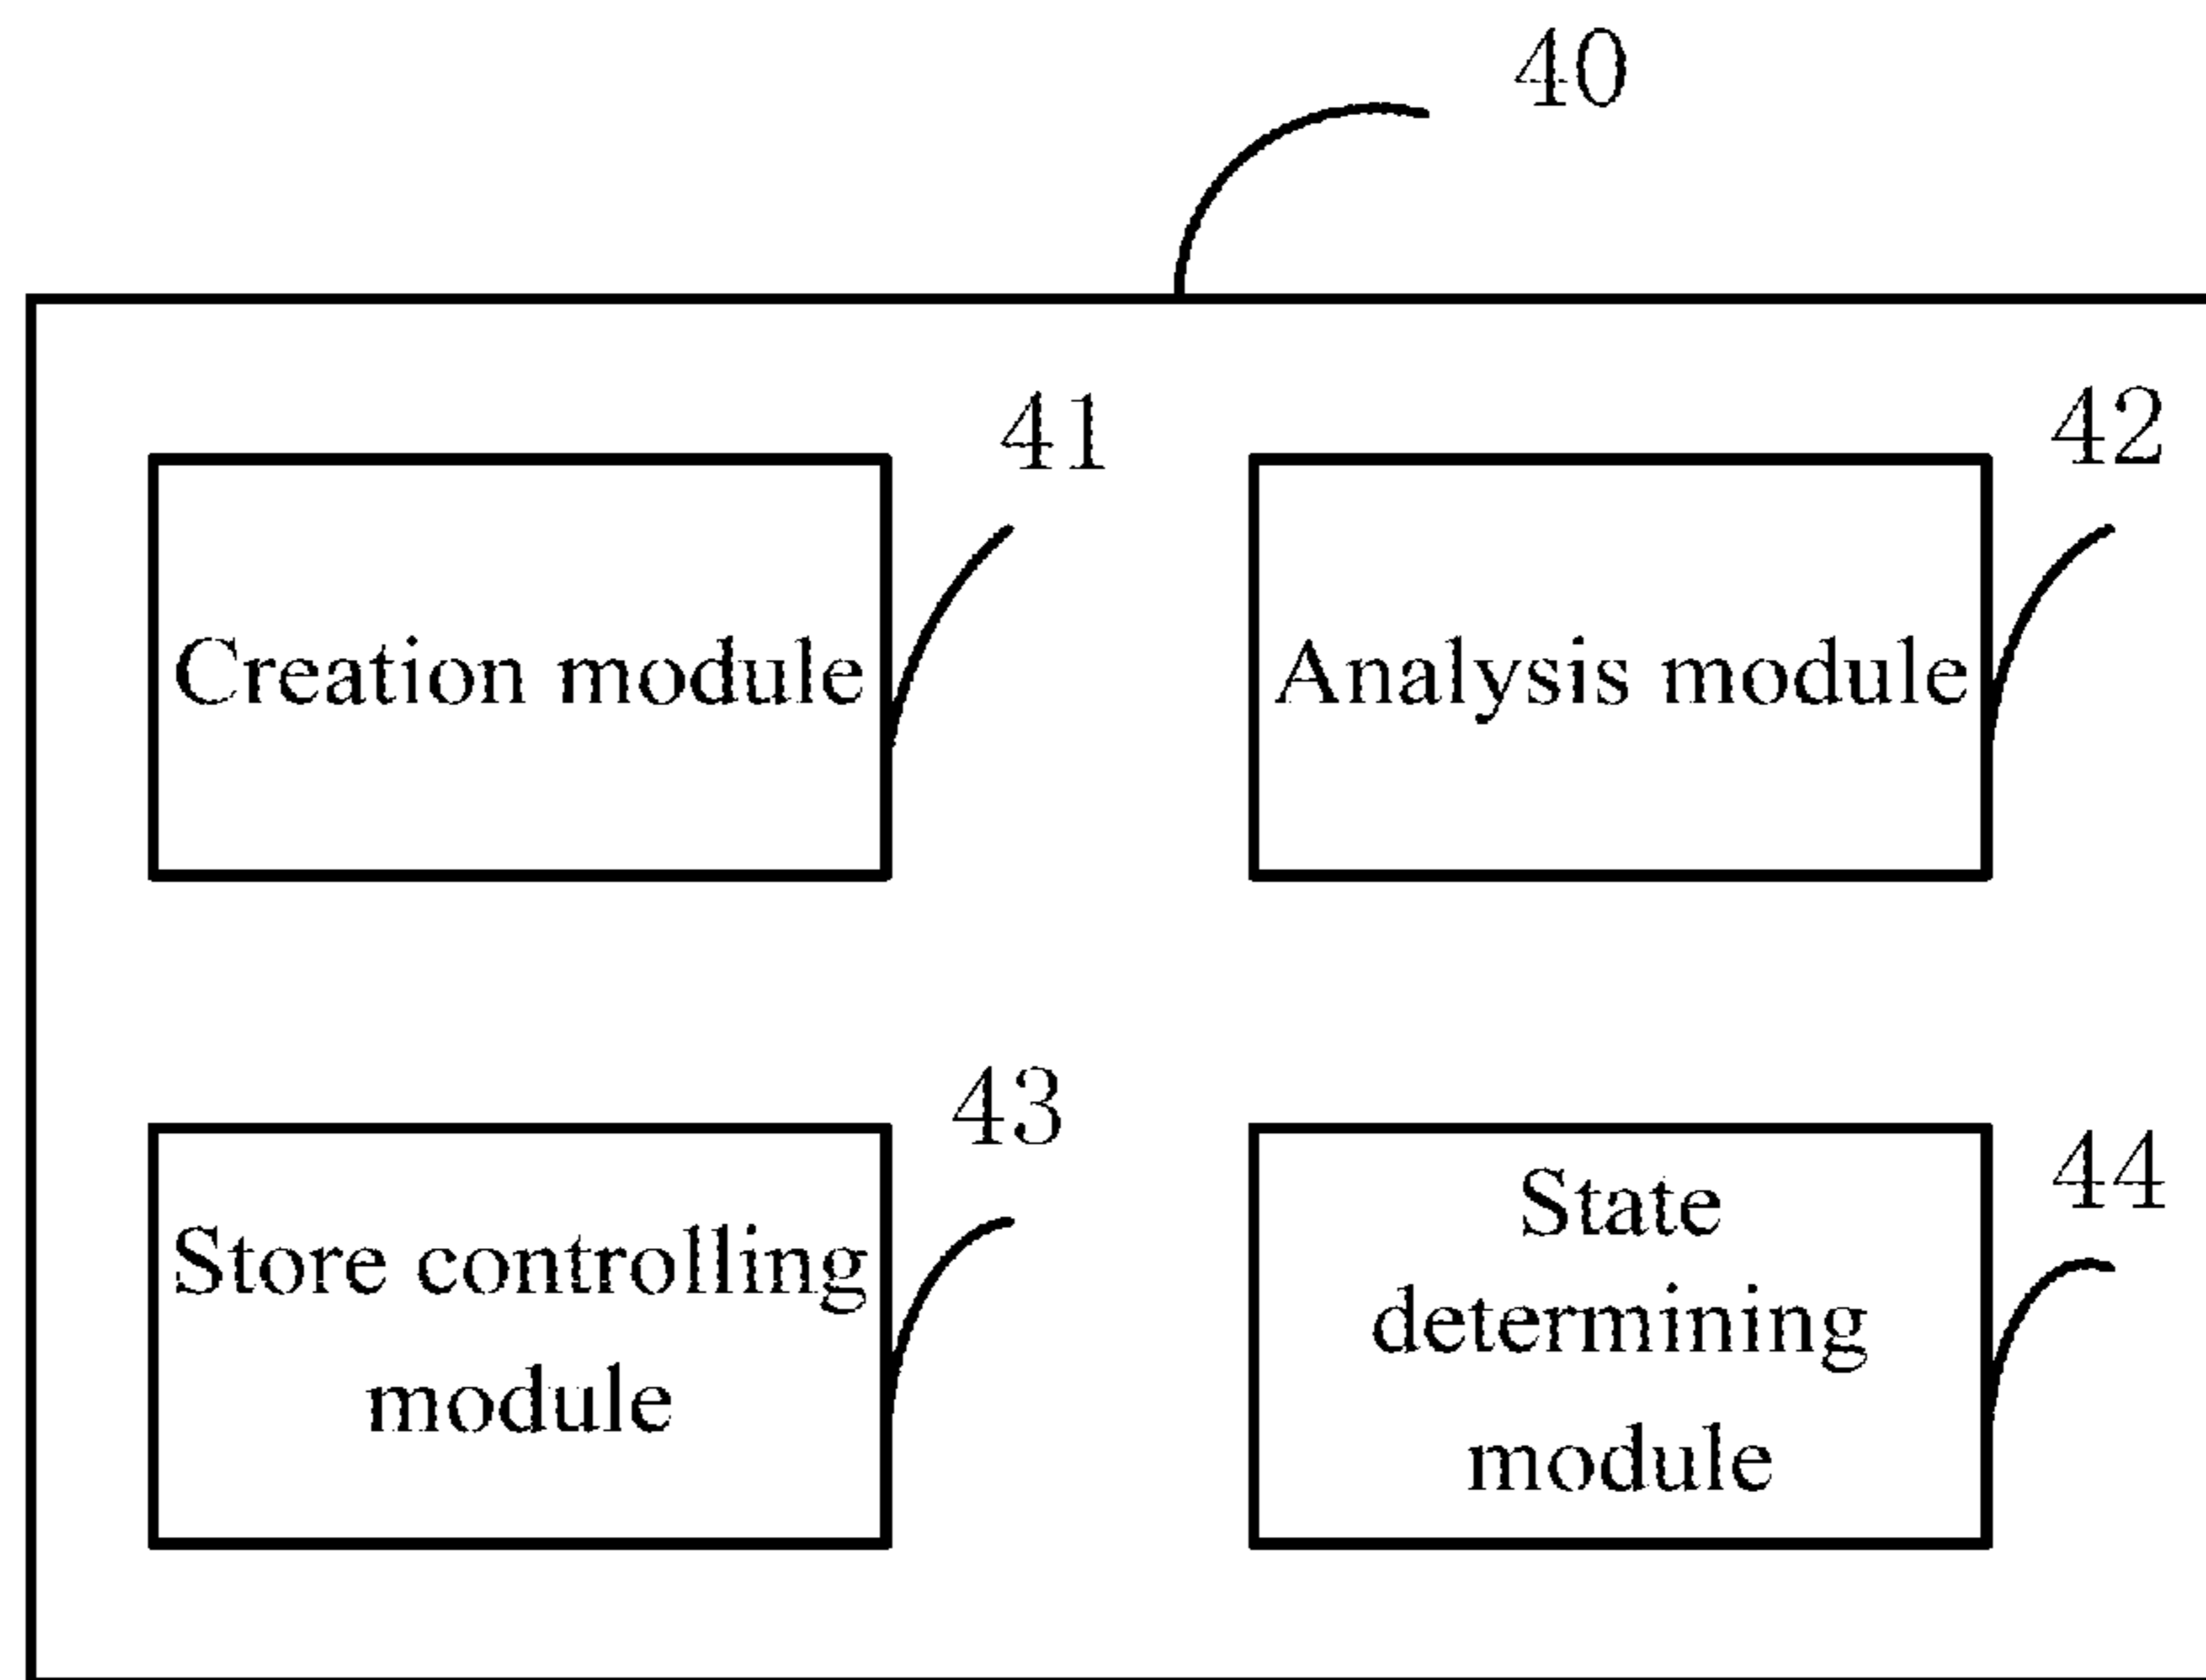 40
41
42
Creation module
Analysis module
43
44
Store controlling
module
State
determining
module